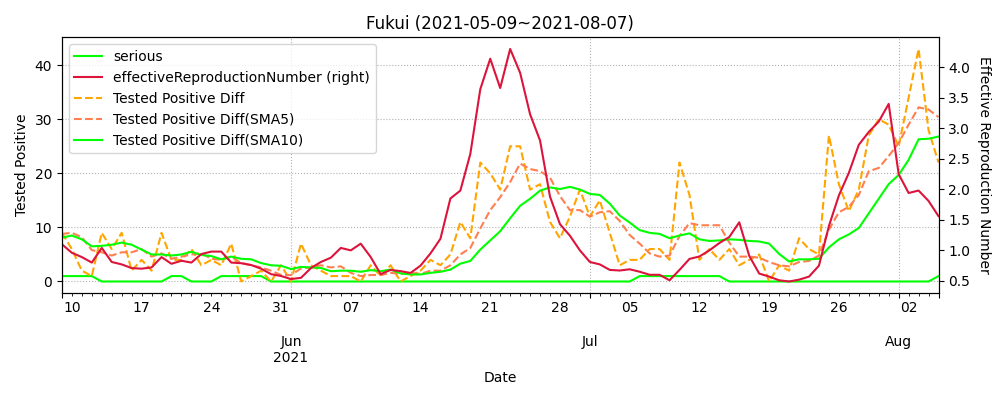 Fukui (2021-05-09~2021-08-07)
serious
effectiveReproductionNumber (right)
Tested Positive Diff
Tested Positive Diff(SMA5)
Tested Positive Diff(SMA10)
Tested Positive
40
30
20
10
0
Effective Reproduction Number
4.0
3.5
3.0
2.5
2.0
1.5
1.0
0.5
10 17 24 31 07 14 21 28 05 12 19 26 02
Jun Jul Aug
2021
Date